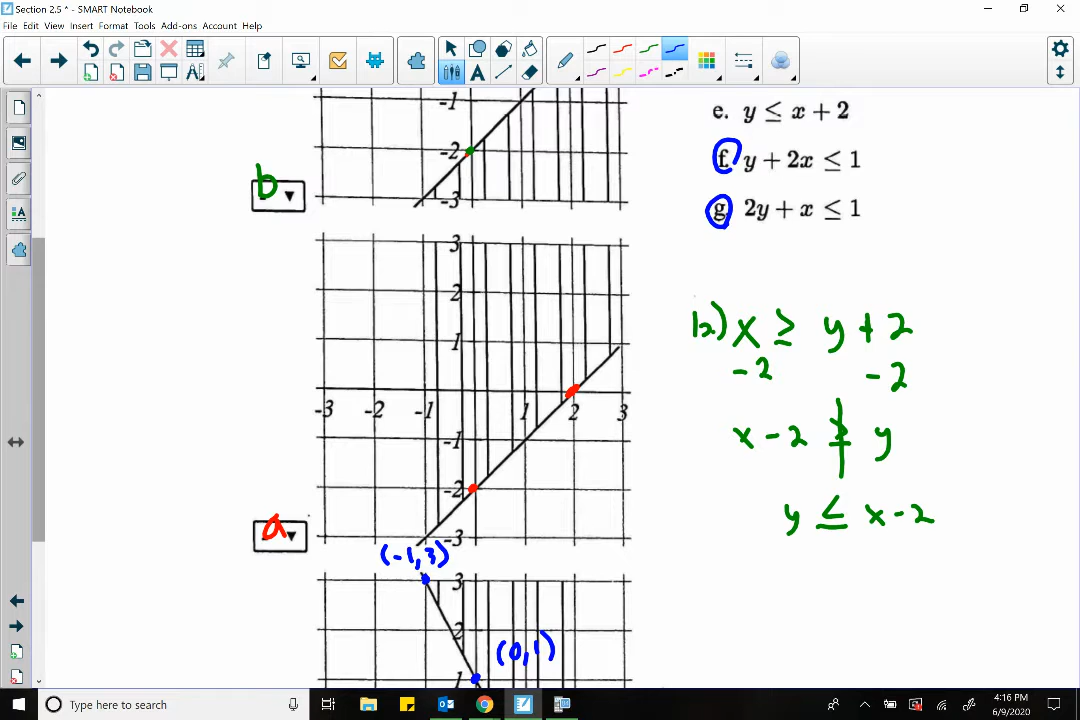 Section 2.5 * - SMART Notebook
File Edit View Insert Format Tools Add-ons Account Help
-1
-2
-3
b
e. y ≤ x + 2
f. y + 2x ≤ 1
g. 2y + x ≤ 1
3
2
1
-3 -2 -1 1 2 3
-1
-2
-3
a
12) x ≥ y + 2
-2 -2
x - 2 ≥ y
y ≤ x - 2
(-1,3)
3
2
(0,1)
1
Type here to search
4:16 PM
6/9/2020